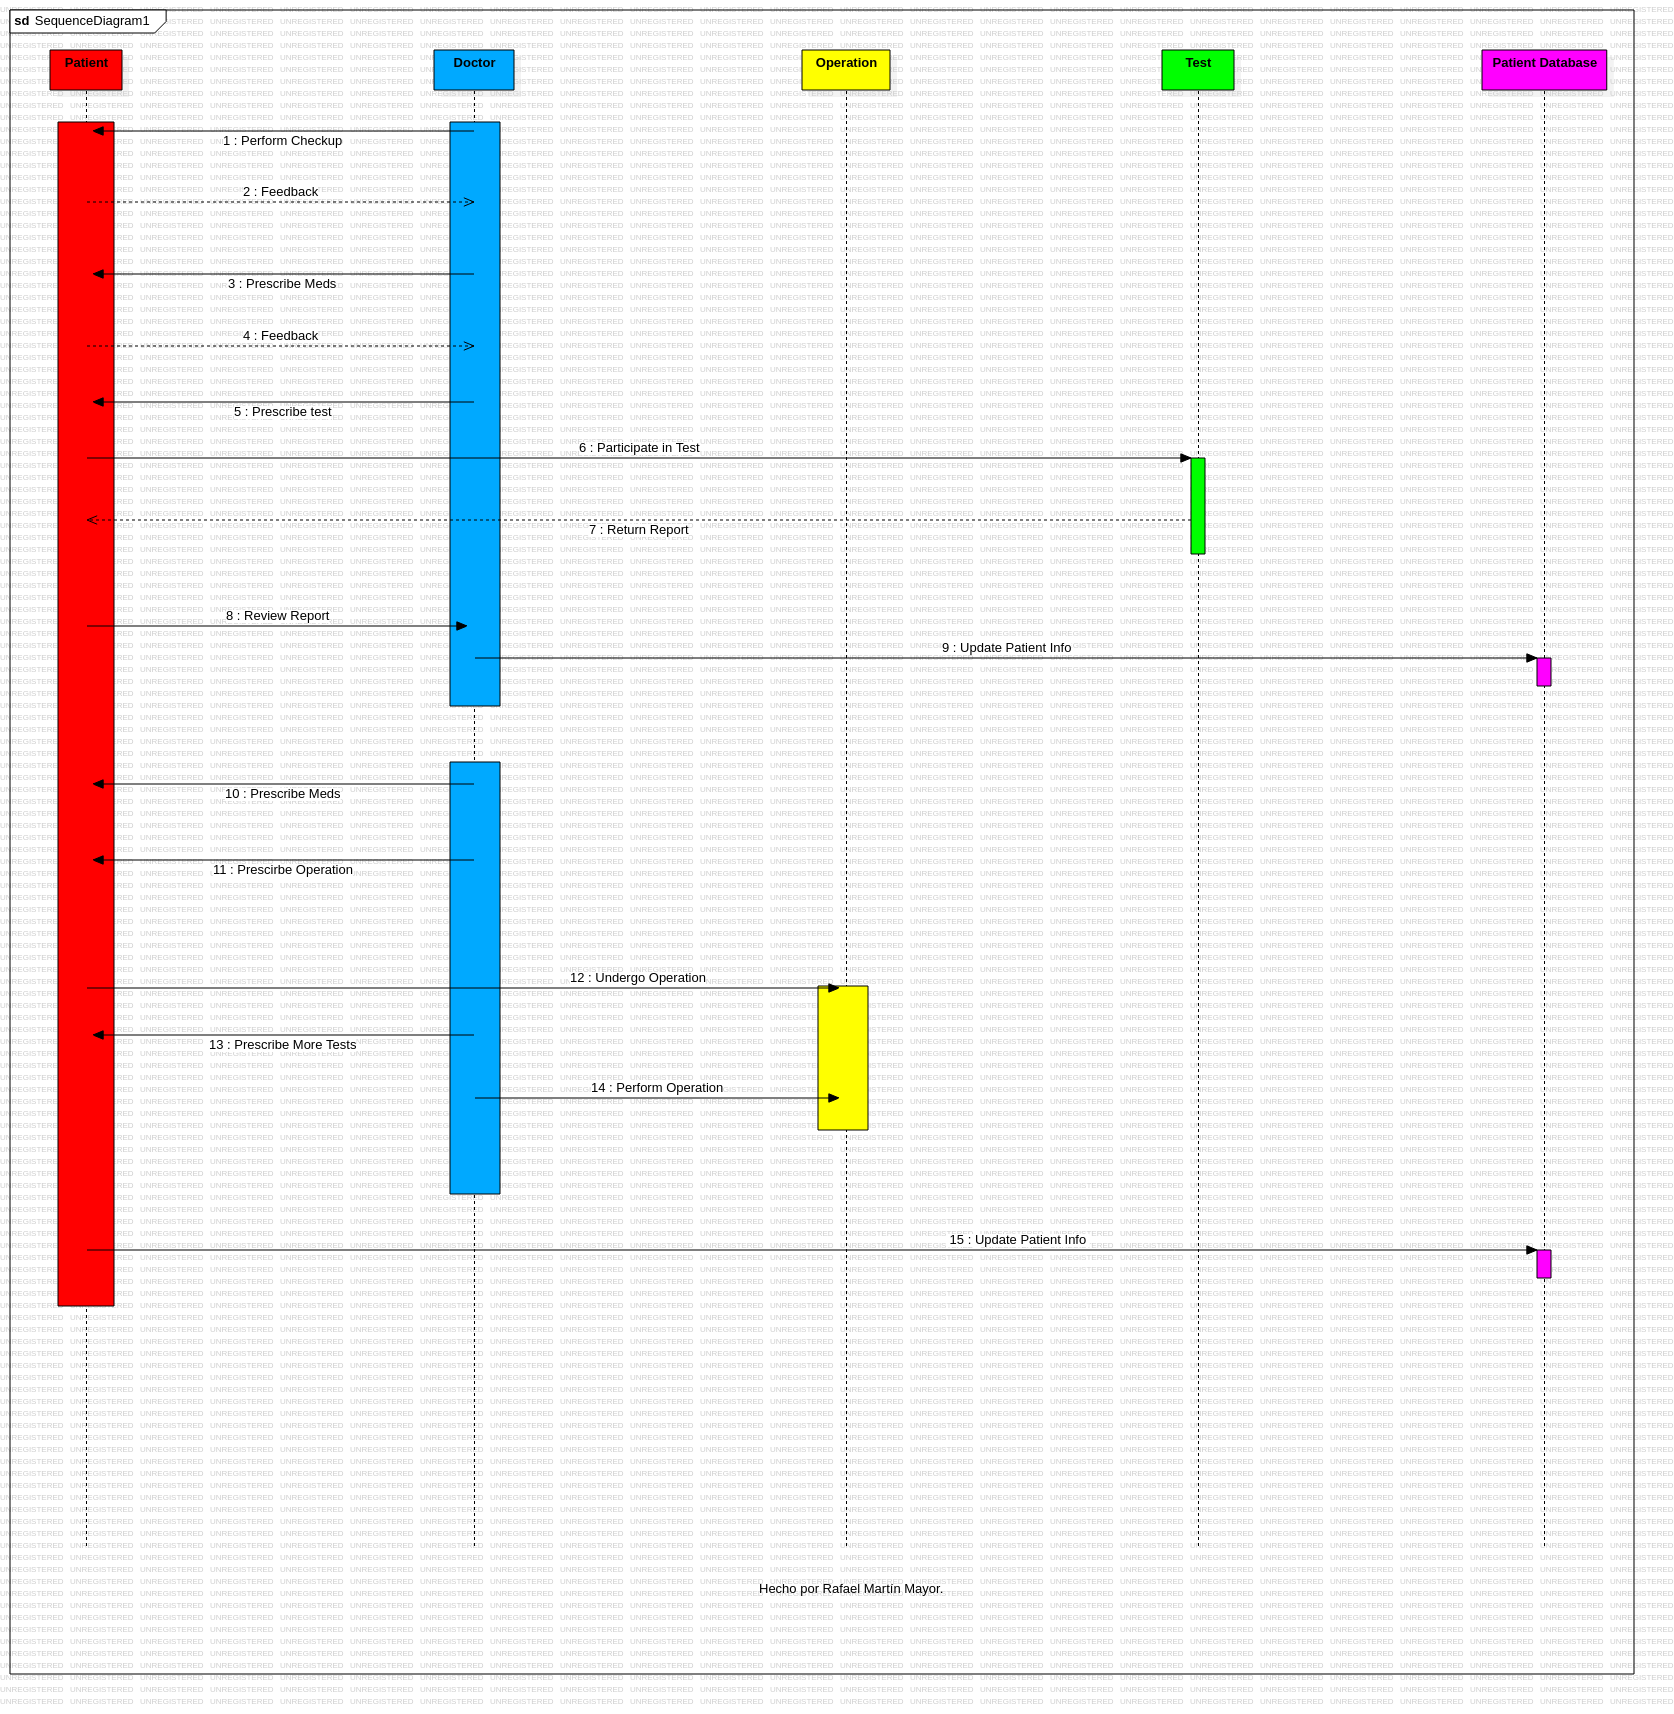 sd SequenceDiagram1
Patient
Doctor
Operation
Test
Patient Database
1 : Perform Checkup
2 : Feedback
3 : Prescribe Meds
4 : Feedback
5 : Prescribe test
6 : Participate in Test
7 : Return Report
8 : Review Report
9 : Update Patient Info
10 : Prescribe Meds
11 : Prescirbe Operation
12 : Undergo Operation
13 : Prescribe More Tests
14 : Perform Operation
15 : Update Patient Info
Hecho por Rafael Martín Mayor.
UNREGISTERED